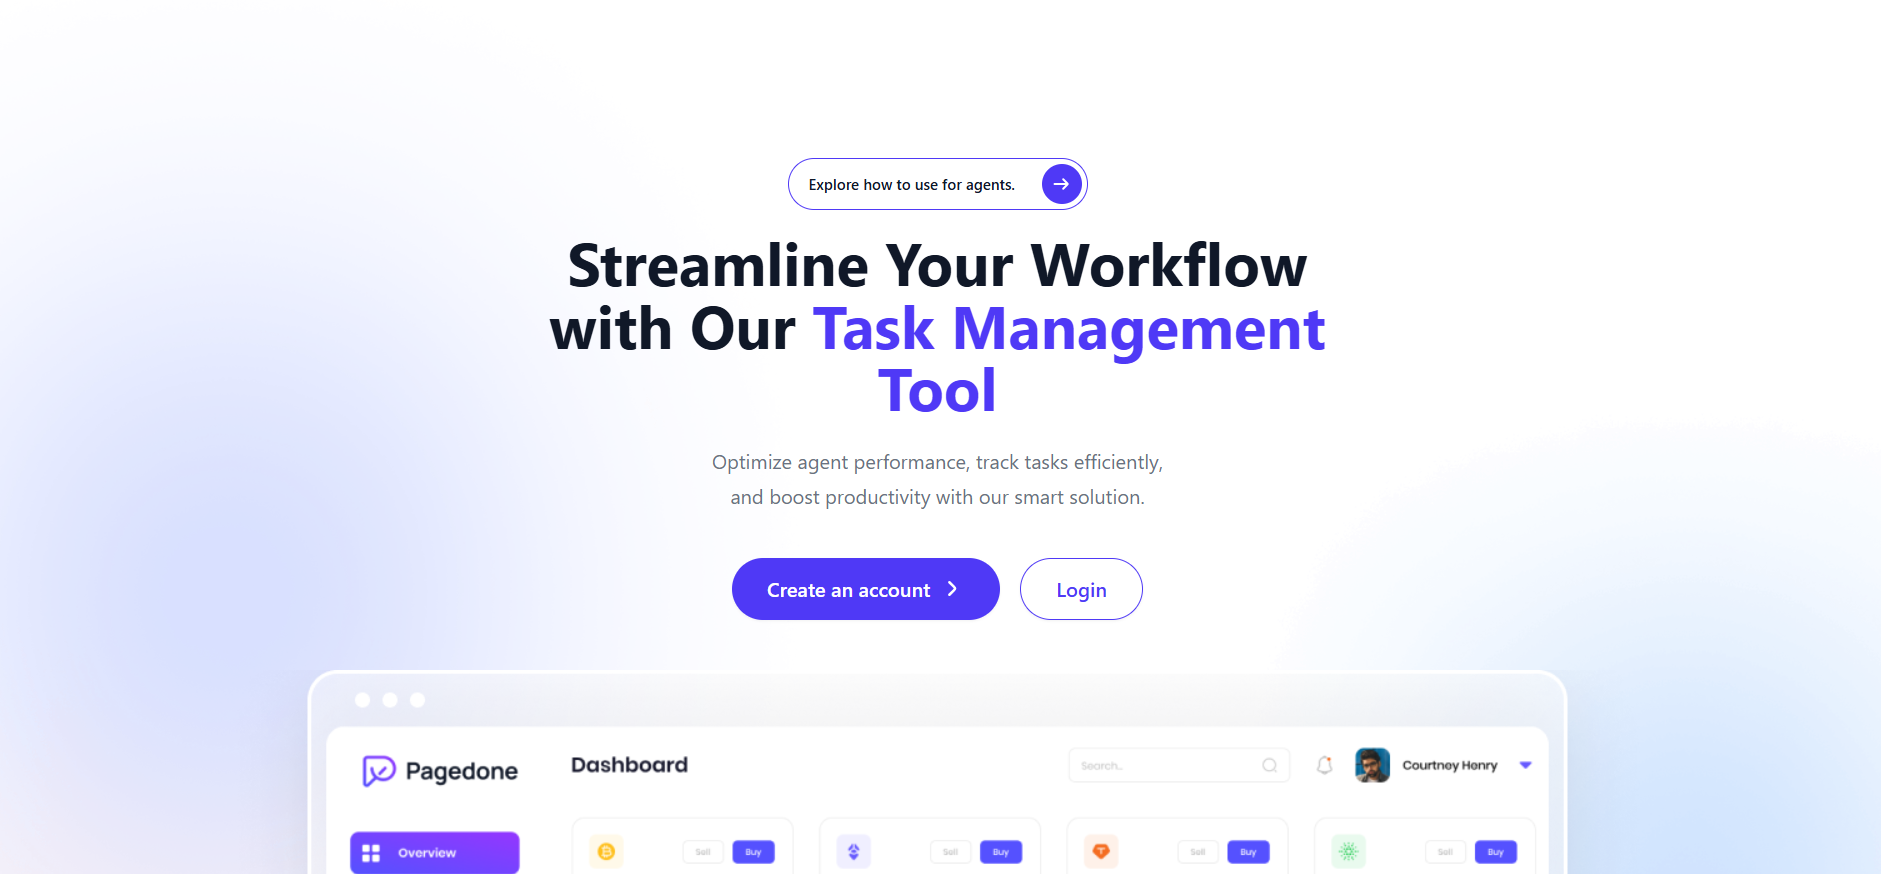 Explore how to use for agents.
Streamline Your Workflow
with Our Task Management
Tool
Optimize agent performance, track tasks efficiently,
and boost productivity with our smart solution.
Create an account
Login
Pagedone
Dashboard
Search...
Courtney Henry
Overview
Sell
Buy
Sell
Buy
Sell
Buy
Sell
Buy